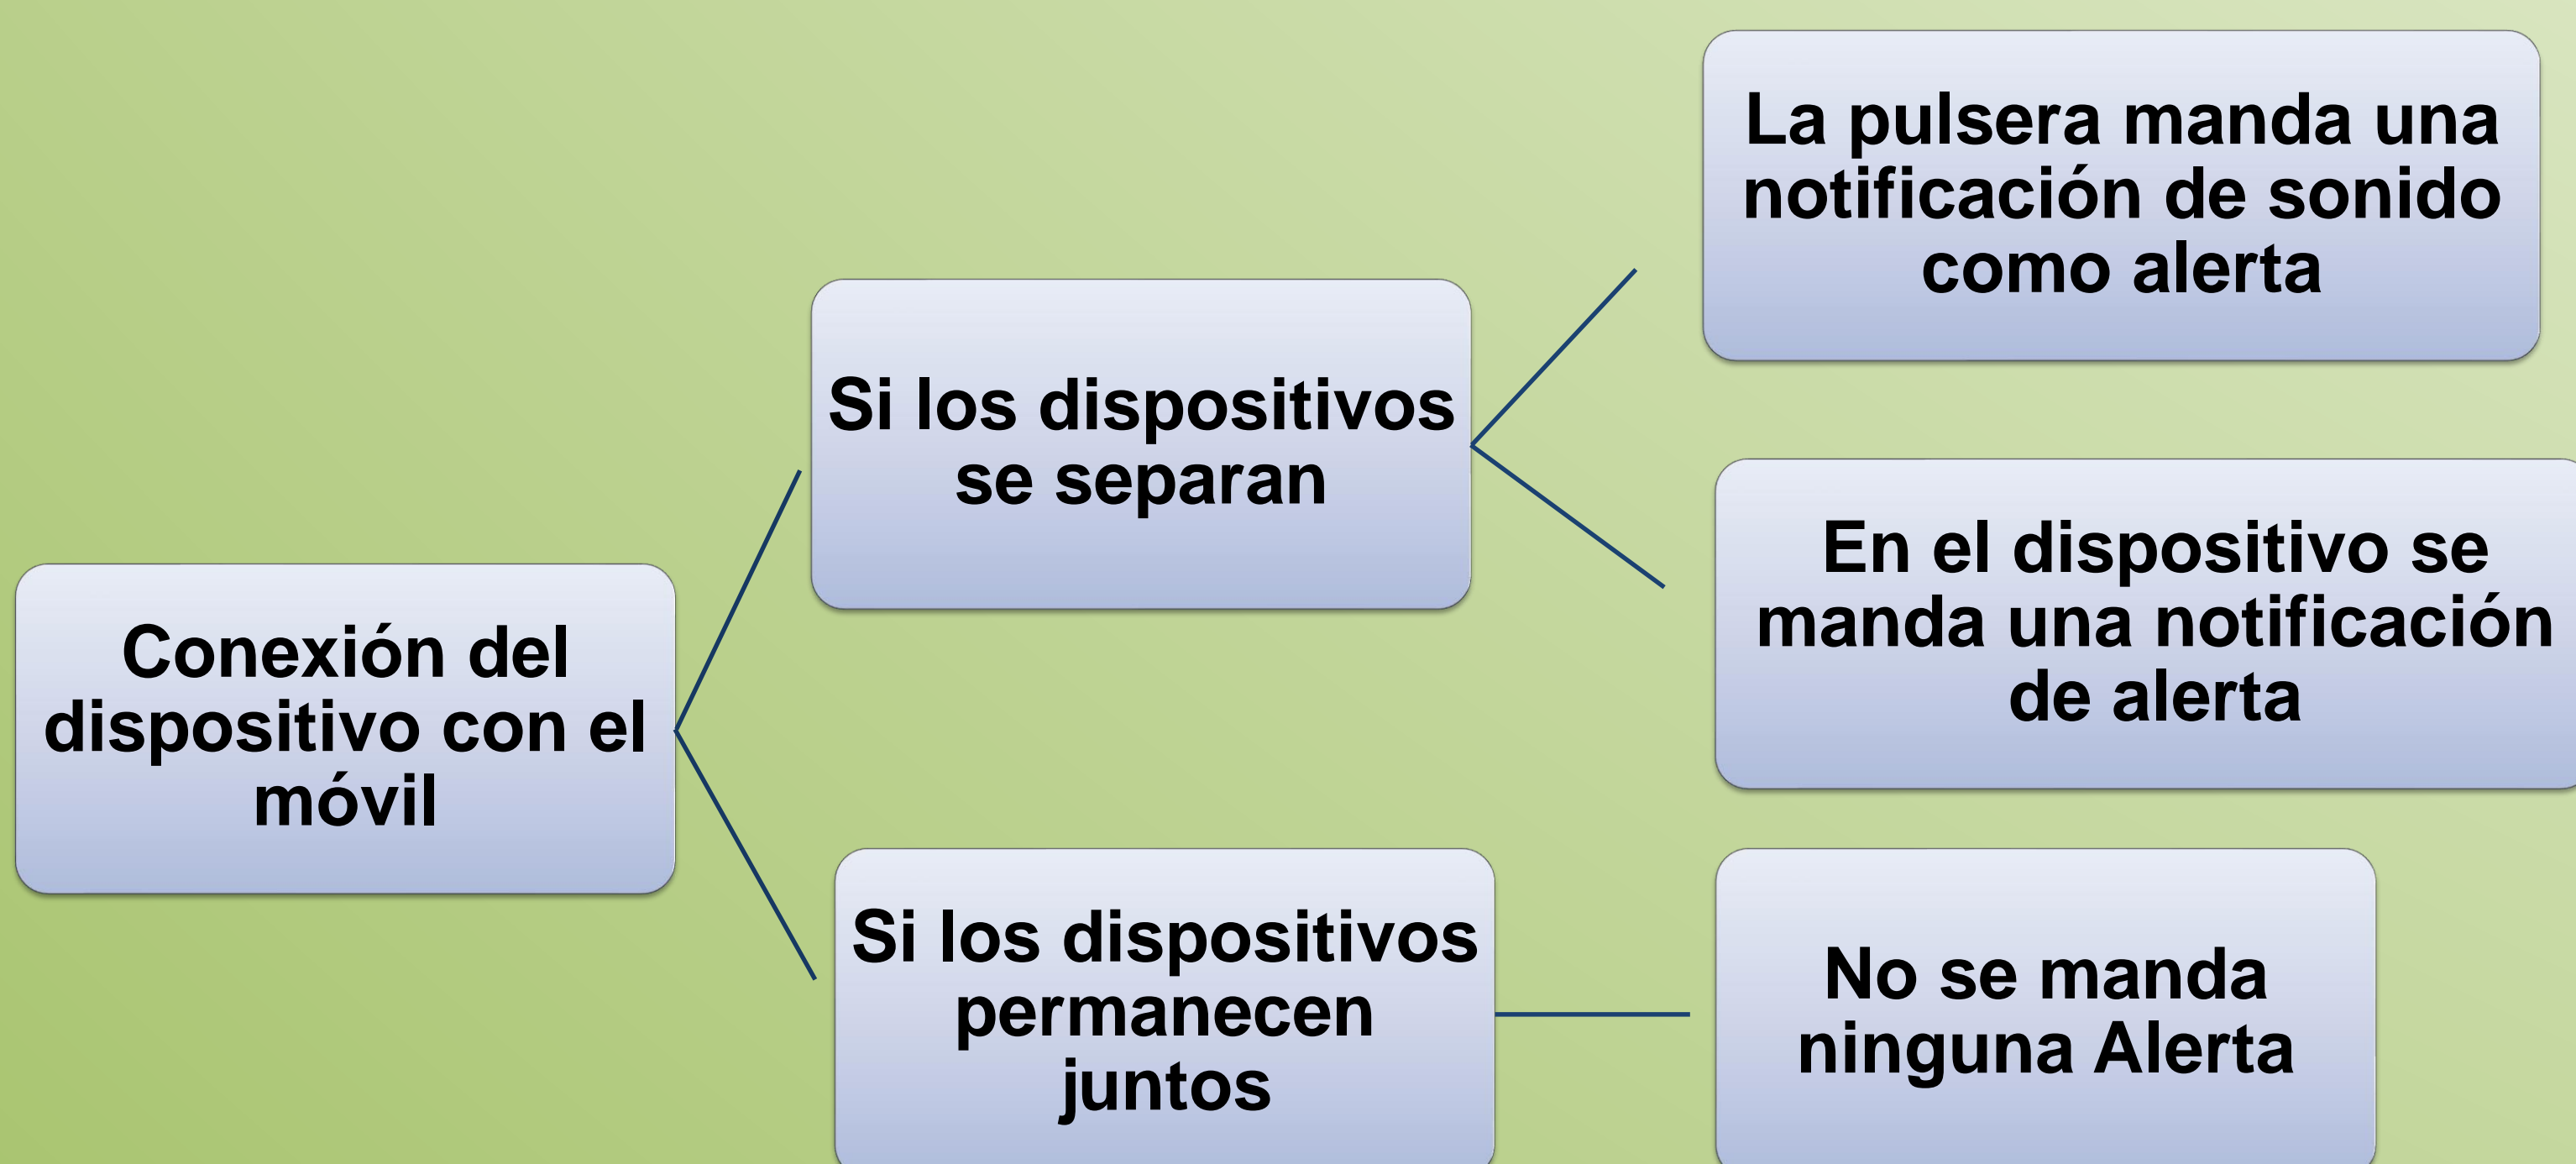 Conexión del
dispositivo con el
móvil
Si los dispositivos
se separan
La pulsera manda una
notificación de sonido
como alerta
En el dispositivo se
manda una notificación
de alerta
Si los dispositivos
permanecen
juntos
No se manda
ninguna Alerta